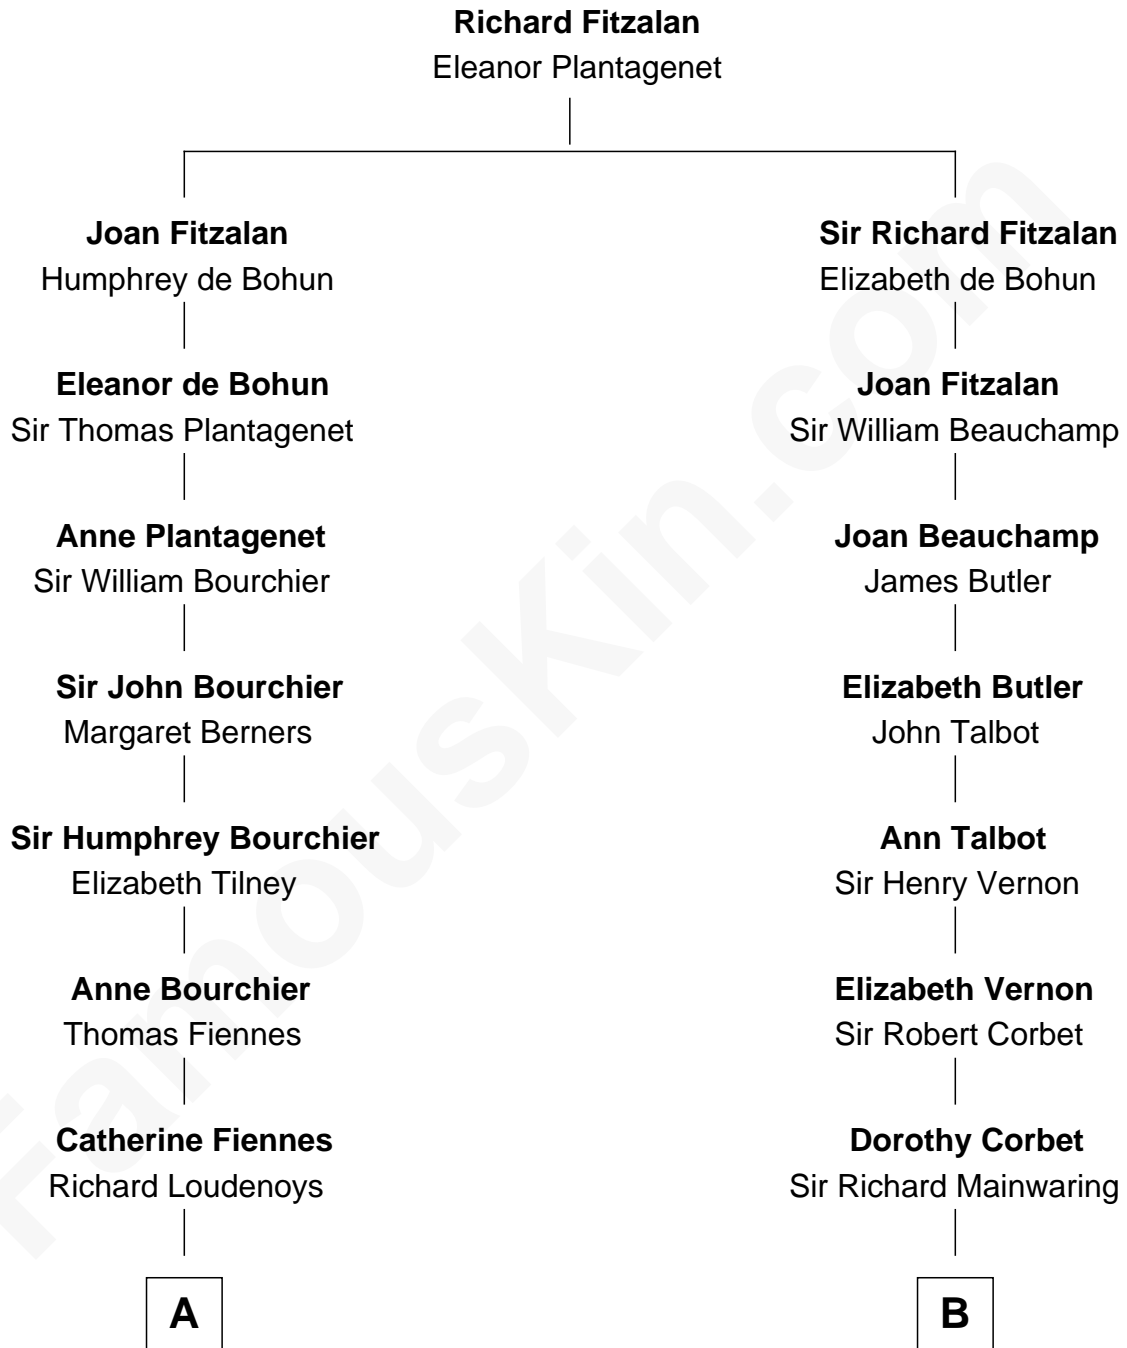 Richard Fitzalan
Eleanor Plantagenet
Joan Fitzalan
Humphrey de Bohun
Sir Richard Fitzalan
Elizabeth de Bohun
Eleanor de Bohun
Sir Thomas Plantagenet
Joan Fitzalan
Sir William Beauchamp
Anne Plantagenet
Sir William Bourchier
Joan Beauchamp
James Butler
Sir John Bourchier
Margaret Berners
Elizabeth Butler
John Talbot
Sir Humphrey Bourchier
Elizabeth Tilney
Ann Talbot
Sir Henry Vernon
Anne Bourchier
Thomas Fiennes
Elizabeth Vernon
Sir Robert Corbet
Catherine Fiennes
Richard Loudenoys
Dorothy Corbet
Sir Richard Mainwaring
A
B
FamousKin.com